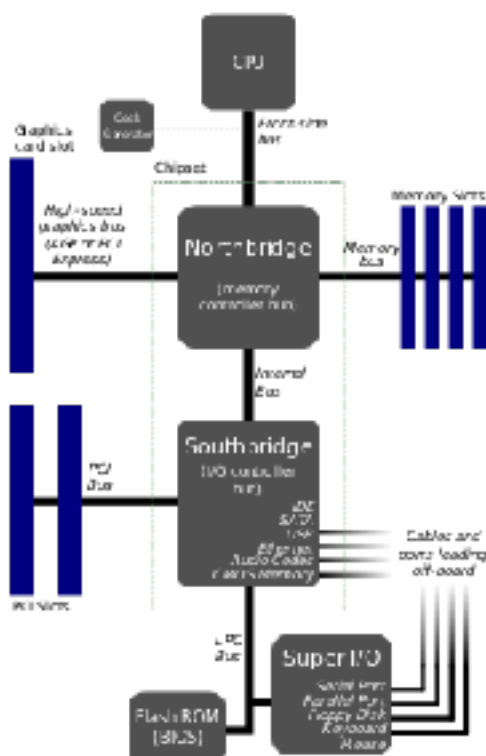 CPU
Clock
Generator
Graphics
card slot
Front-side
Bus
Chipset
High-speed
graphics bus
(AGP or PCI
Express)
Northbridge
(memory
controller hub)
Memory
bus
Memory Slots
Internal
Bus
Southbridge
(I/O controller
hub)
PCI
Bus
IDE
SATA
USB
Ethernet
Audio Codec
CMOS Memory
Cables and
ports leading
off-board
PCI Slots
LPC
Bus
Super I/O
Serial Port
Parallel Port
Floppy Disk
Keyboard
Mouse
Flash ROM
(BIOS)